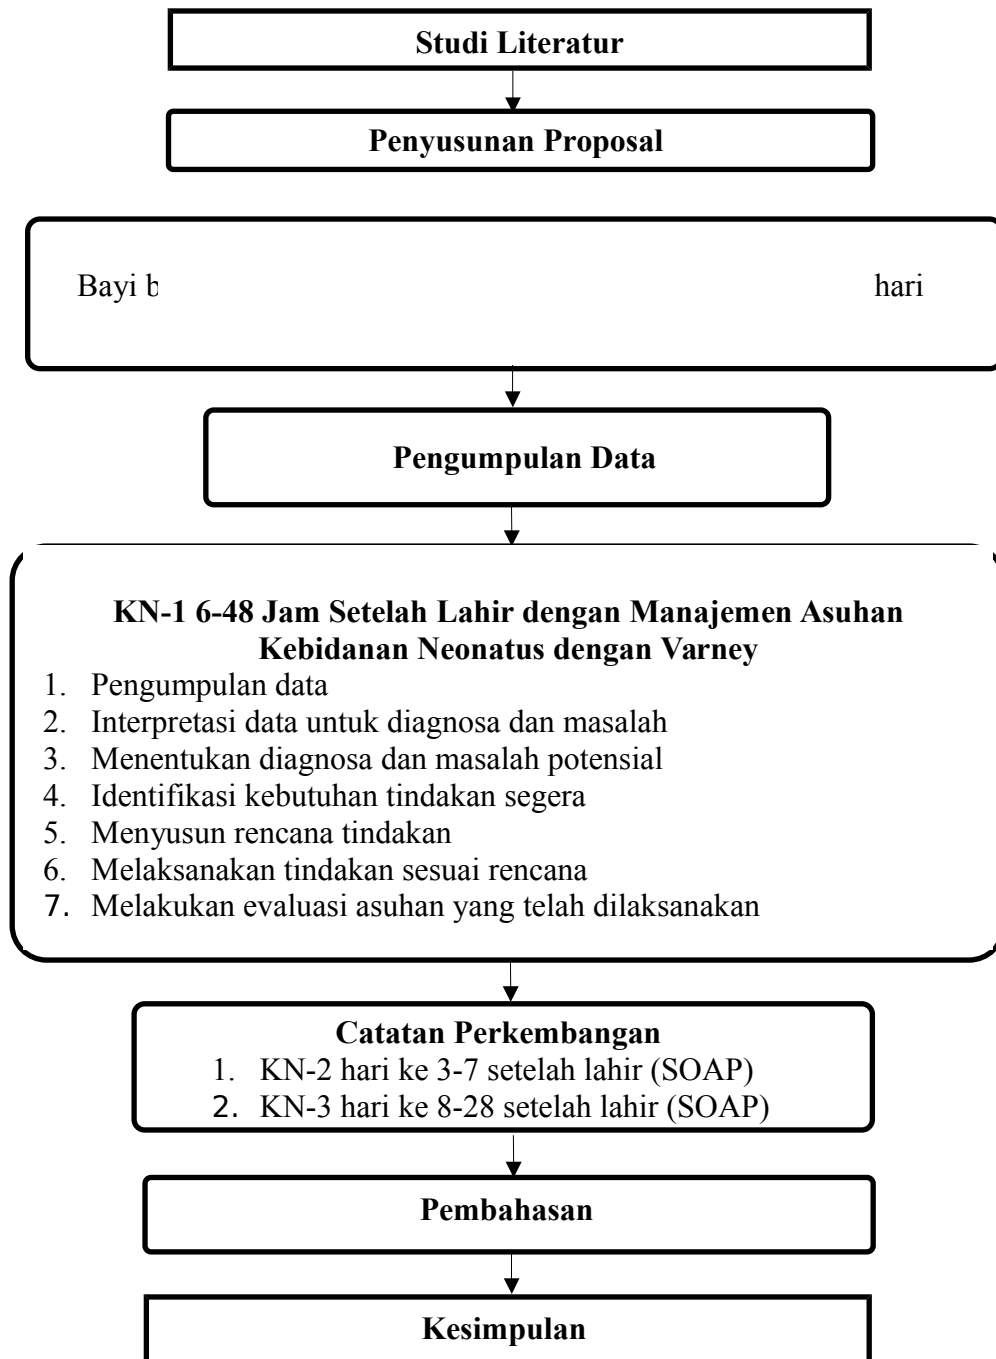 Studi Literatur
Penyusunan Proposal
Bayi hari
Pengumpulan Data
KN-1 6-48 Jam Setelah Lahir dengan Manajemen Asuhan
Kebidanan Neonatus dengan Varney
1. Pengumpulan data
2. Interpretasi data untuk diagnosa dan masalah
3. Menentukan diagnosa dan masalah potensial
4. Identifikasi kebutuhan tindakan segera
5. Menyusun rencana tindakan
6. Melaksanakan tindakan sesuai rencana
7. Melakukan evaluasi asuhan yang telah dilaksanakan
Catatan Perkembangan
1. KN-2 hari ke 3-7 setelah lahir (SOAP)
2. KN-3 hari ke 8-28 setelah lahir (SOAP)
Pembahasan
Kesimpulan